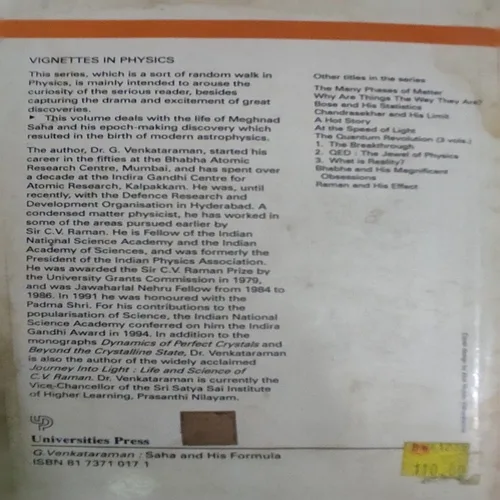 VIGNETTES IN PHYSICS
This series, which is a sort of random walk in
Physics, is mainly intended to arouse the
curiosity of the serious reader, besides
capturing the drama and excitement of great
discoveries.
▸ This volume deals with the life of Meghnad
Saha and his epoch-making discovery which
resulted in the birth of modern astrophysics.
The author, Dr. G. Venkataraman, started his
career in the fifties at the Bhabha Atomic
Research Centre, Mumbai, and has spent over
a decade at the Indira Gandhi Centre for
Atomic Research, Kalpakkam. He was, until
recently, with the Defence Research and
Development Organisation in Hyderabad. A
condensed matter physicist, he has worked in
some of the areas pursued earlier by
Sir C.V. Raman. He is Fellow of the Indian
National Science Academy and the Indian
Academy of Sciences, and was formerly the
President of the Indian Physics Association.
He was awarded the Sir C.V. Raman Prize by
the University Grants Commission in 1979,
and was Jawaharlal Nehru Fellow from 1984 to
1986. In 1991 he was honoured with the
Padma Shri. For his contributions to the
popularisation of Science, the Indian National
Science Academy conferred on him the Indira
Gandhi Award in 1994. In addition to the
monographs Dynamics of Perfect Crystals and
Beyond the Crystalline State, Dr. Venkataraman
is also the author of the widely acclaimed
Journey Into Light : Life and Science of
C.V. Raman. Dr. Venkataraman is currently the
Vice-Chancellor of the Sri Satya Sai Institute
of Higher Learning, Prasanthi Nilayam.
Other titles in the series
The Many Phases of Matter
Why Are Things The Way They Are?
Bose and His Statistics
Chandrasekhar and His Limit
A Hot Story
At the Speed of Light
The Quantum Revolution (3 vols.)
1. The Breakthrough
2. QED : The Jewel of Physics
3. What is Reality?
Bhabha and His Magnificent
Obsessions
Raman and His Effect
Universities Press
G. Venkataraman : Saha and His Formula
ISBN 81 7371 017 1
110.00